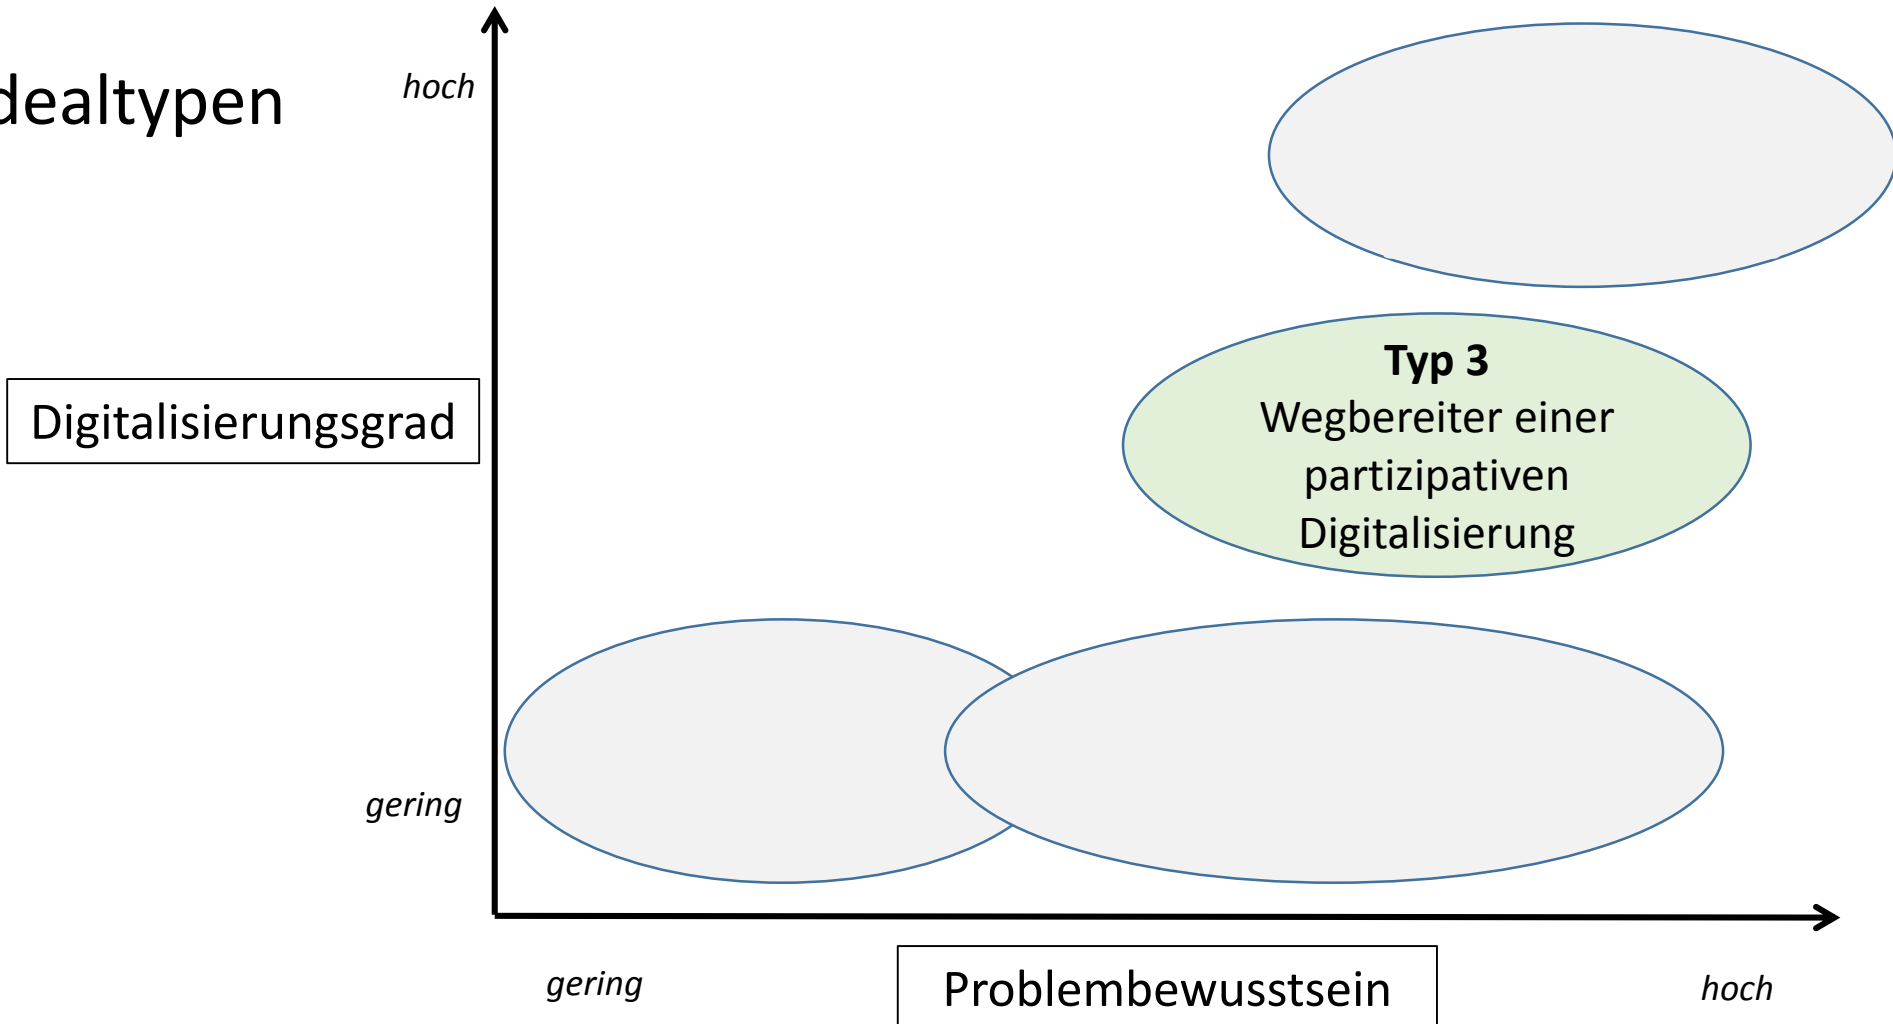 dealtypen
hoch
Typ 3
Wegbereiter einer
partizipativen
Digitalisierung
Digitalisierungsgrad
gering
gering
Problembewusstsein
hoch